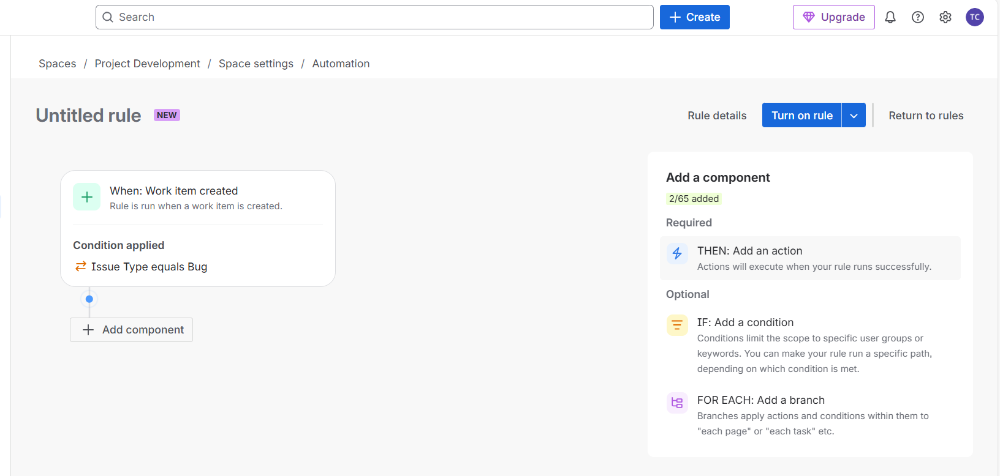 Search
Create
Upgrade
TC
Spaces / Project Development / Space settings / Automation
Untitled rule
NEW
Rule details
Turn on rule
Return to rules
When: Work item created
Rule is run when a work item is created.
Condition applied
Issue Type equals Bug
Add component
Add a component
2/65 added
Required
THEN: Add an action
Actions will execute when your rule runs successfully.
Optional
IF: Add a condition
Conditions limit the scope to specific user groups or
keywords. You can make your rule run a specific path,
depending on which condition is met.
FOR EACH: Add a branch
Branches apply actions and conditions within them to
"each page" or "each task" etc.